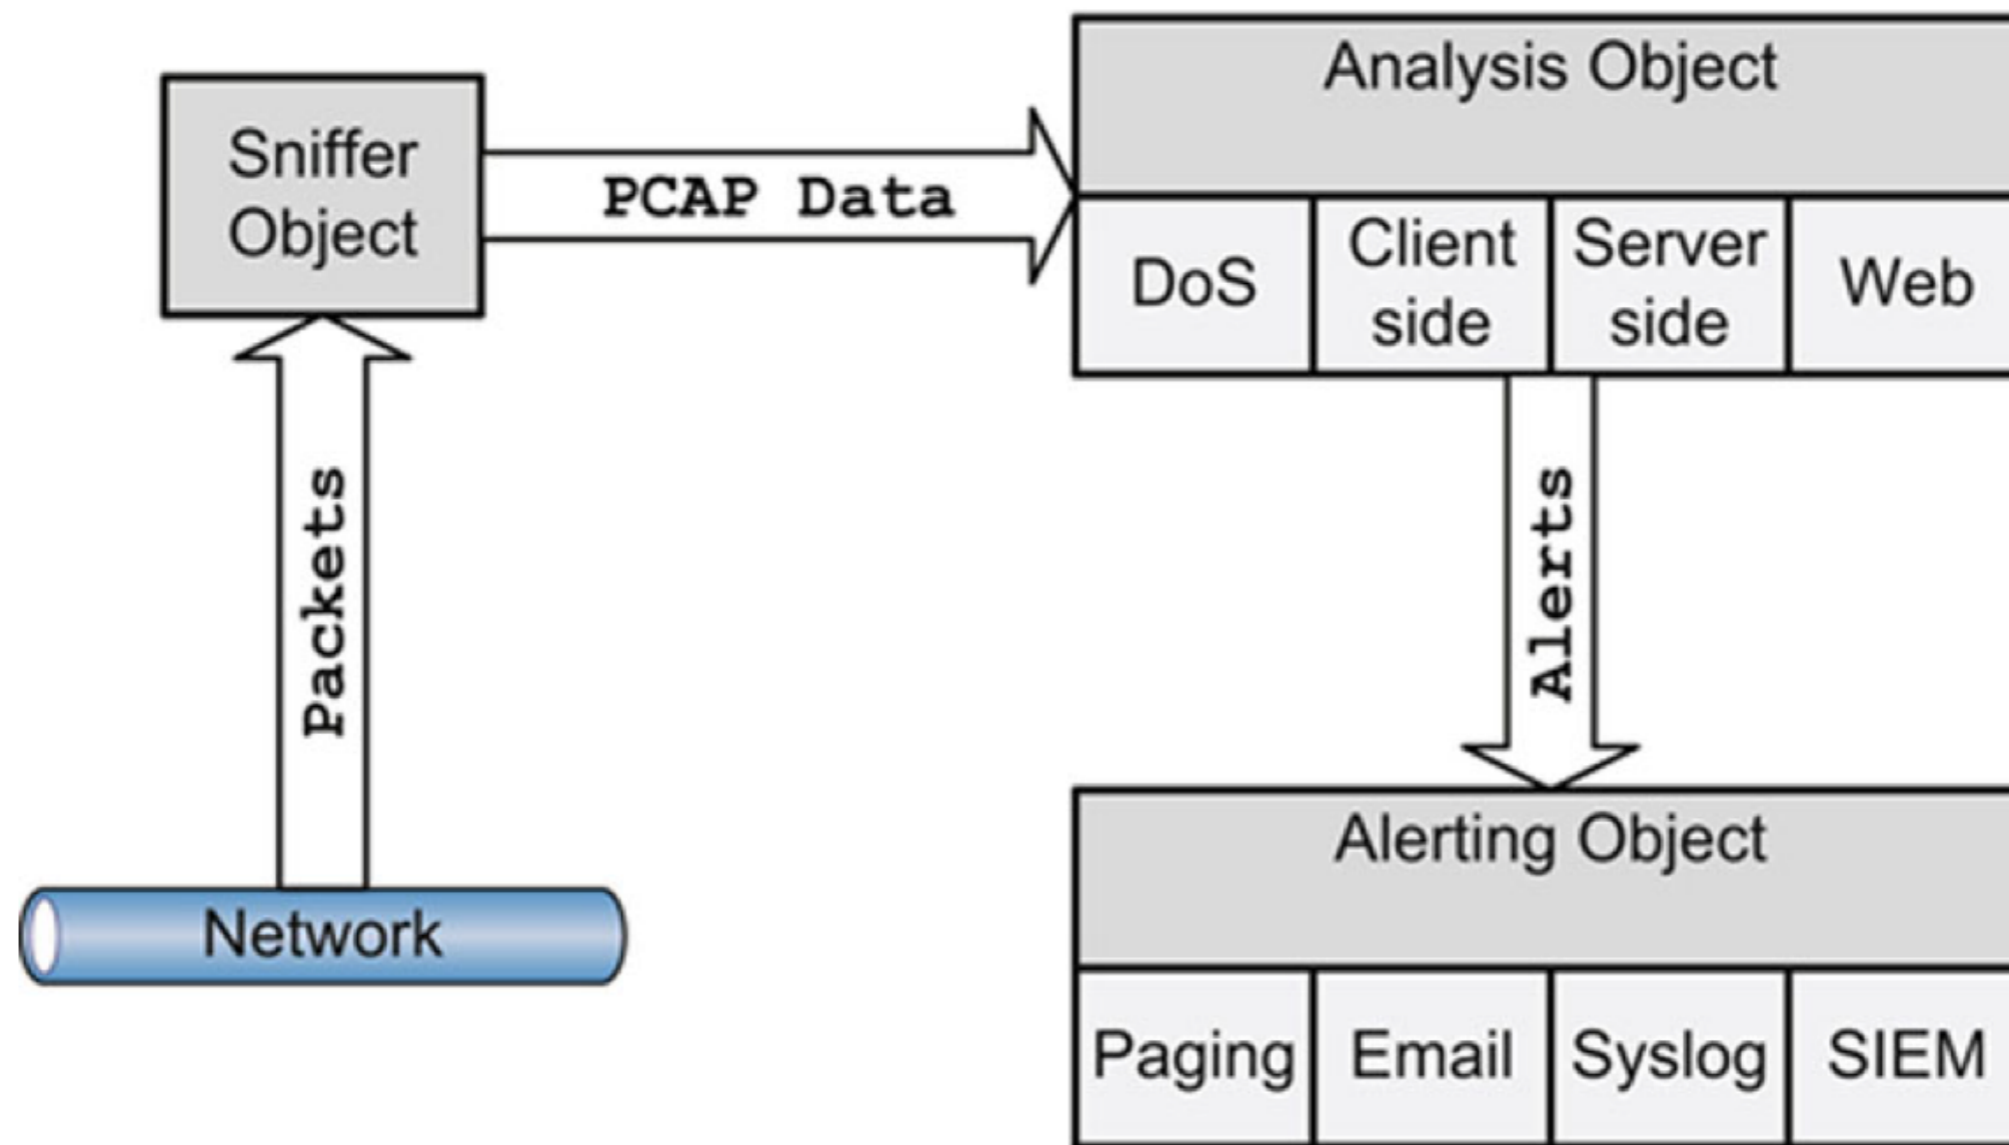 Sniffer
Object
PCAP Data
Analysis Object
DoS
Client
side
Server
side
Web
Packets
Alerts
Network
Alerting Object
Paging
Email
Syslog
SIEM